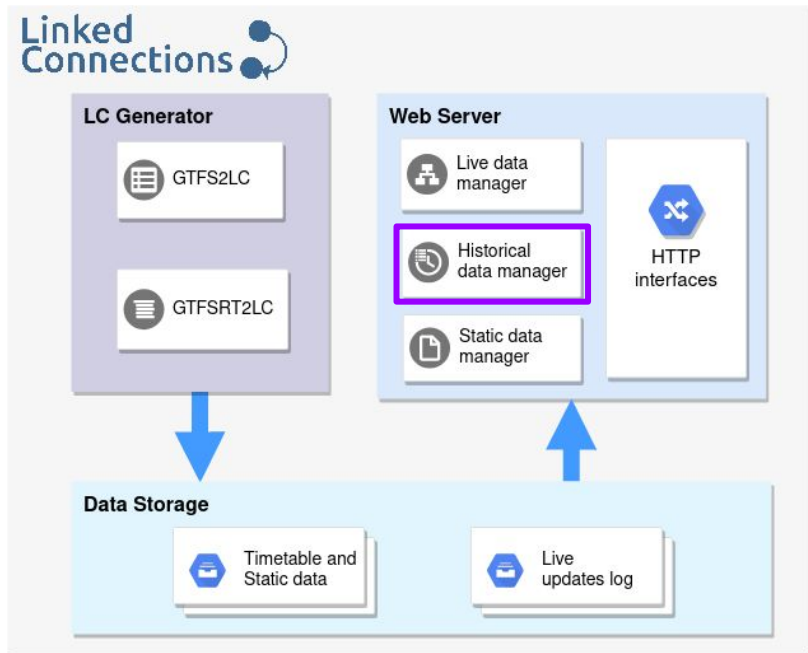 Linked
Connections
LC Generator
GTFS2LC
GTFSRT2LC
Web Server
Live data
manager
Historical
data manager
Static data
manager
HTTP
interfaces
Data Storage
Timetable and
Static data
Live
updates log